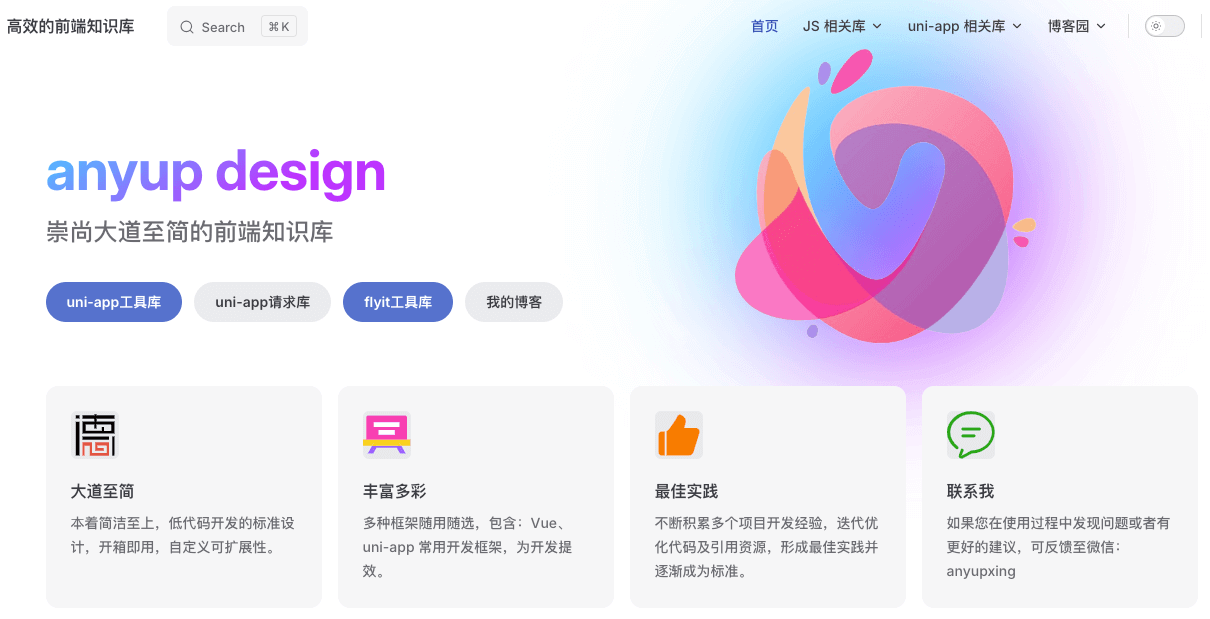 高效的前端知识库
Search
⌘ K
首页
JS 相关库
uni-app 相关库
博客园
anyup design
崇尚大道至简的前端知识库
uni-app工具库
uni-app请求库
flyit工具库
我的博客
大道至简
本着简洁至上，低代码开发的标准设
计，开箱即用，自定义可扩展性。
丰富多彩
多种框架随用随选，包含：Vue、
uni-app 常用开发框架，为开发提
效。
最佳实践
不断积累多个项目开发经验，迭代优
化代码及引用资源，形成最佳实践并
逐渐成为标准。
联系我
如果您在使用过程中发现问题或者有
更好的建议，可反馈至微信：
anyupxing